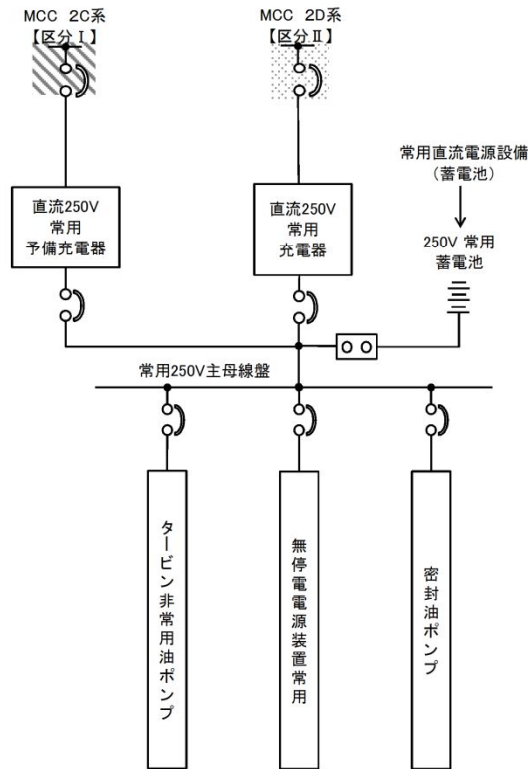 MCC 2C系
【区分Ⅰ】
MCC 2D系
【区分Ⅱ】
常用直流電源設備
(蓄電池)
直流250V
常用
予備充電器
直流250V
常用
充電器
250V 常用
蓄電池
常用250V主母線盤
タービン非常用油ポンプ
無停電電源装置常用
密封油ポンプ